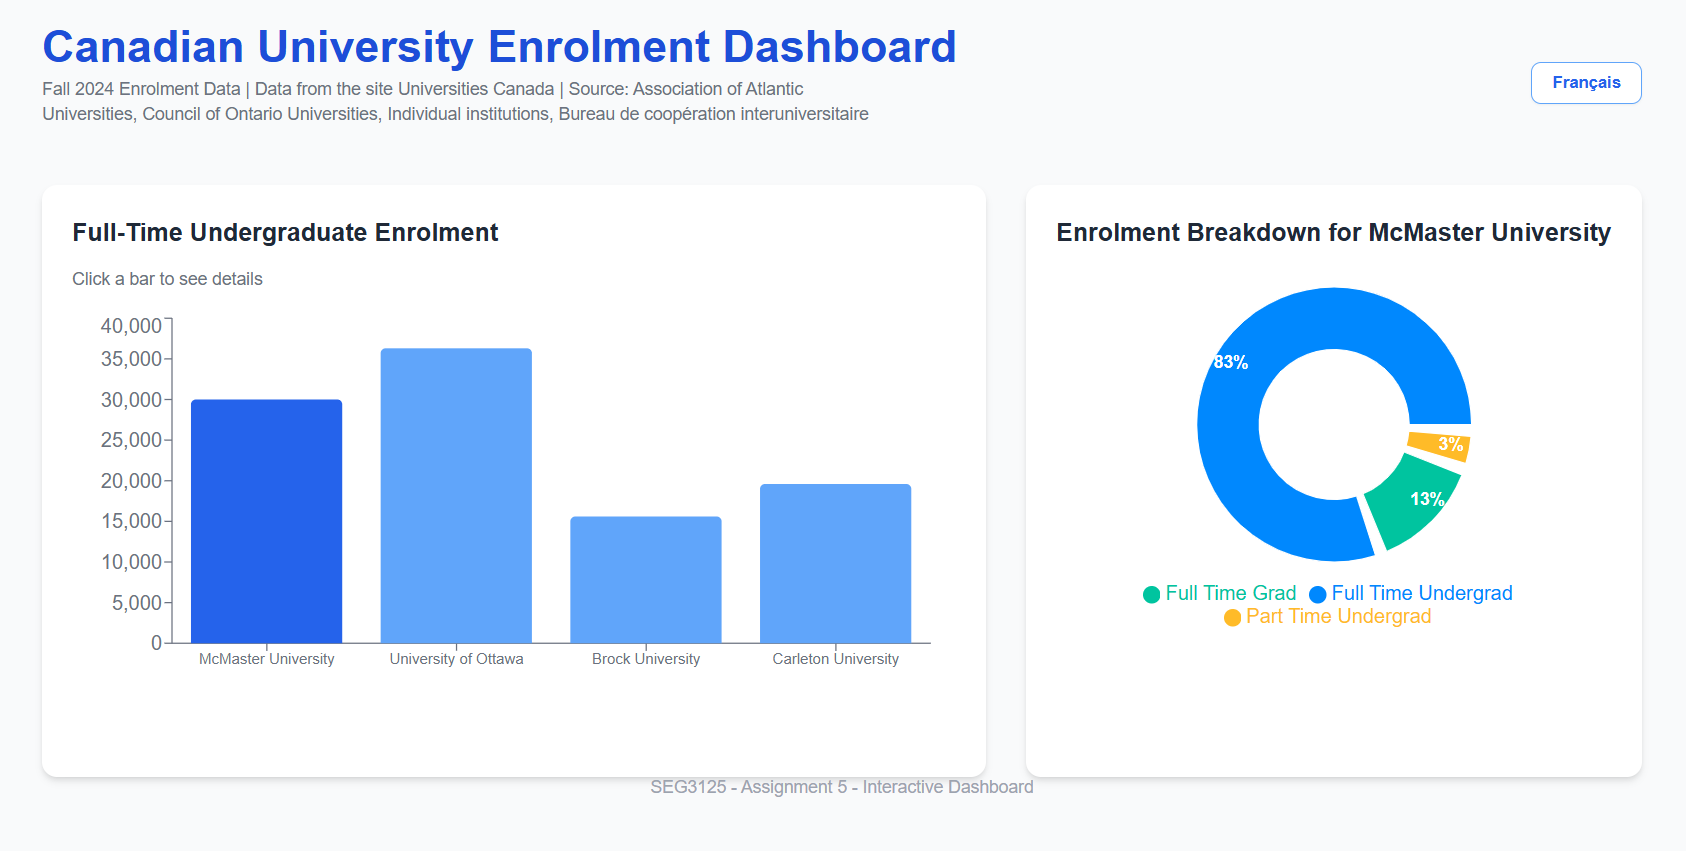 Canadian University Enrolment Dashboard
Fall 2024 Enrolment Data | Data from the site Universities Canada | Source: Association of Atlantic
Universities, Council of Ontario Universities, Individual institutions, Bureau de coopération interuniversitaire
Français
Full-Time Undergraduate Enrolment
Click a bar to see details
40,000
35,000
30,000
25,000
20,000
15,000
10,000
5,000
0
McMaster University
University of Ottawa
Brock University
Carleton University
Enrolment Breakdown for McMaster University
83%
3%
13%
Full Time Grad
Full Time Undergrad
Part Time Undergrad
SEG3125 - Assignment 5 - Interactive Dashboard